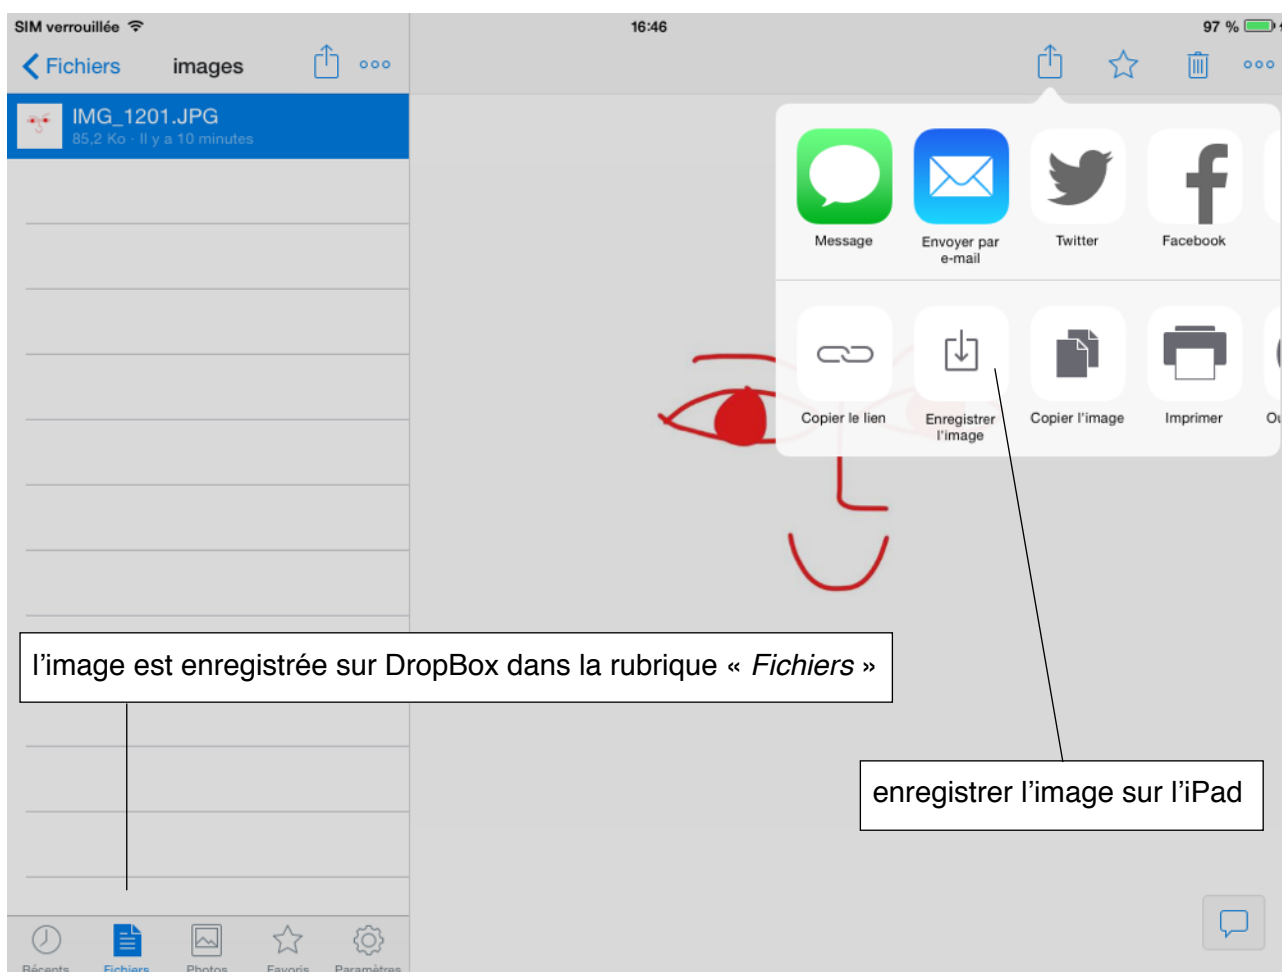 SIM verrouillée
16:46
97 %
Fichiers
images
IMG_1201.JPG
85,2 Ko · Il y a 10 minutes
Message
Envoyer par
e-mail
Twitter
Facebook
Copier le lien
Enregistrer
l'image
Copier l'image
Imprimer
l'image est enregistrée sur DropBox dans la rubrique « Fichiers »
enregistrer l'image sur l'iPad
Récents
Fichiers
Photos
Favoris
Paramètres